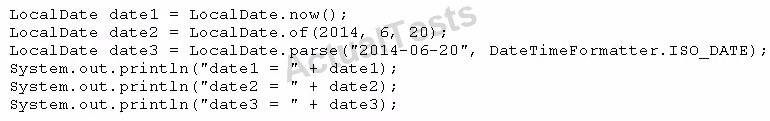 LocalDate date1 = LocalDate.now();
LocalDate date2 = LocalDate.of(2014, 6, 20);
LocalDate date3 = LocalDate.parse("2014-06-20", DateTimeFormatter.ISO_DATE);
System.out.println("date1 = " + date1);
System.out.println("date2 = " + date2);
System.out.println("date3 = " + date3);
ActualTests